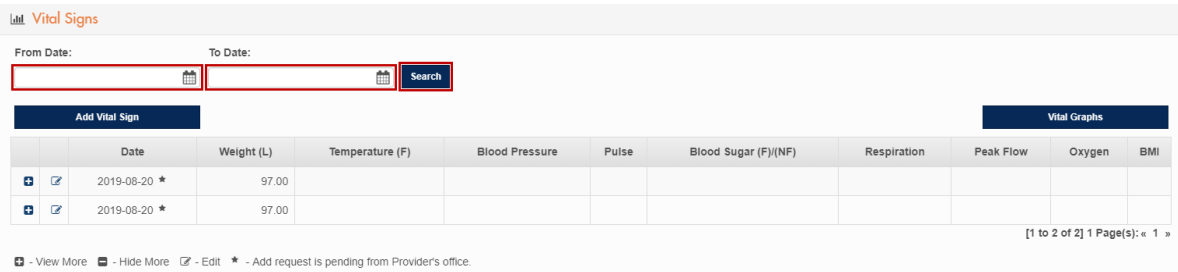 Vital Signs
From Date: To Date:
Search
Add Vital Sign Vital Graphs
Date Weight (L) Temperature (F) Blood Pressure Pulse Blood Sugar (F)/(NF) Respiration Peak Flow Oxygen BMI
2019-08-20 ★ 97.00
2019-08-20 ★ 97.00
[1 to 2 of 2] 1 Page(s): « 1 »
- View More - Hide More - Edit ★ - Add request is pending from Provider's office.